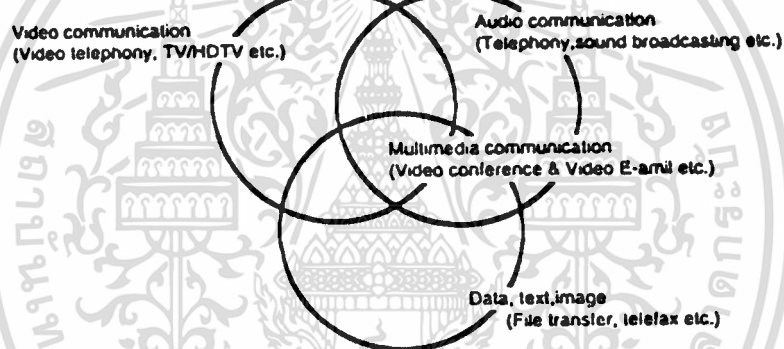 Video communication
(Video telephony, TV/HDTV etc.)
Audio communication
(Telephony,sound broadcasting etc.)
Multimedia communication
(Video conference & Video E-amil etc.)
Data, text,image
(File transfer, telefax etc.)